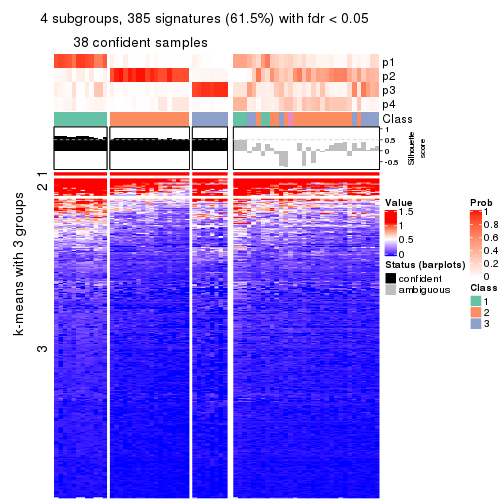 4 subgroups, 385 signatures (61.5%) with fdr < 0.05
38 confident samples
p1
p2
p3
p4
Class
1
0.5
0
-0.5
Silhouette
score
k-means with 3 groups
1
2
3
Value
1.5
1
0.5
0
Status (barplots)
confident
ambiguous
Prob
1
0.8
0.6
0.4
0.2
0
Class
1
2
3